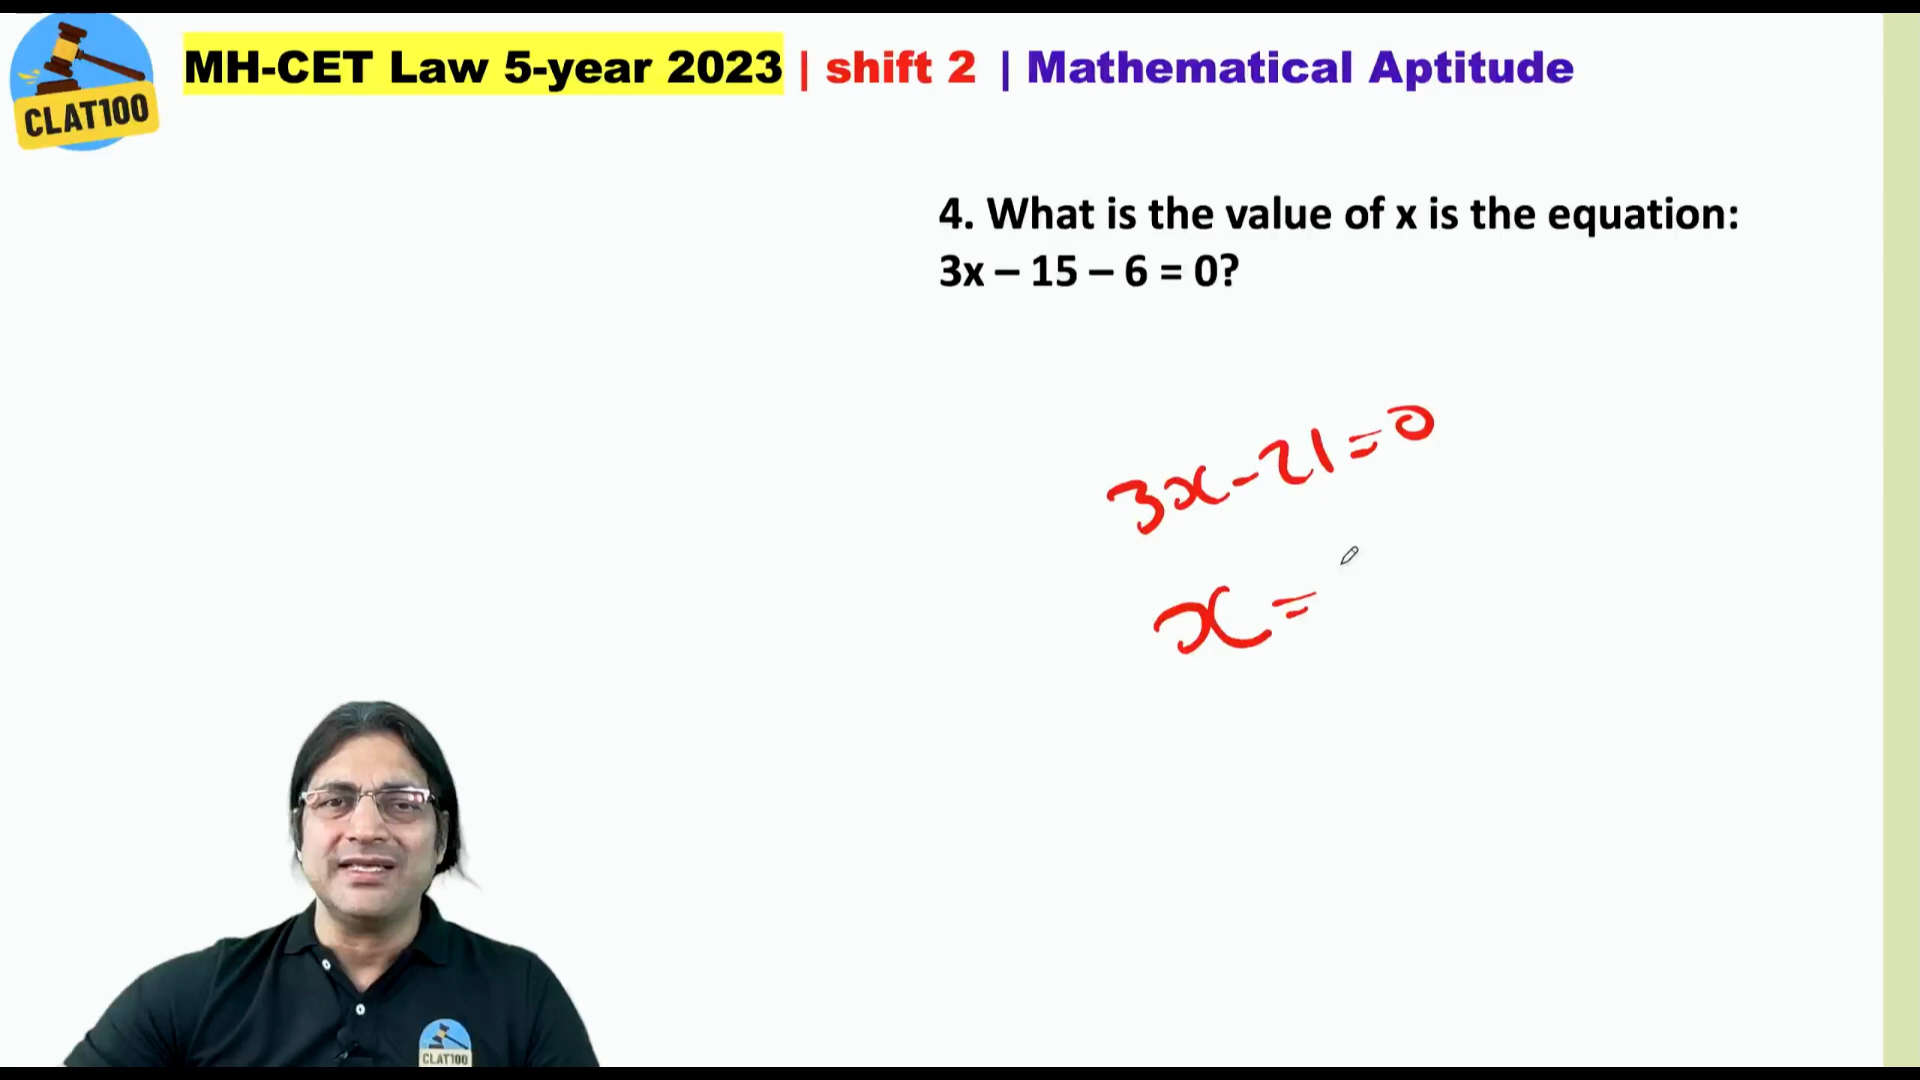 CLAT100
MH-CET Law 5-year 2023 | shift 2 | Mathematical Aptitude
4. What is the value of x is the equation:
3x – 15 – 6 = 0?
3x-21=0
x=
CLAT100